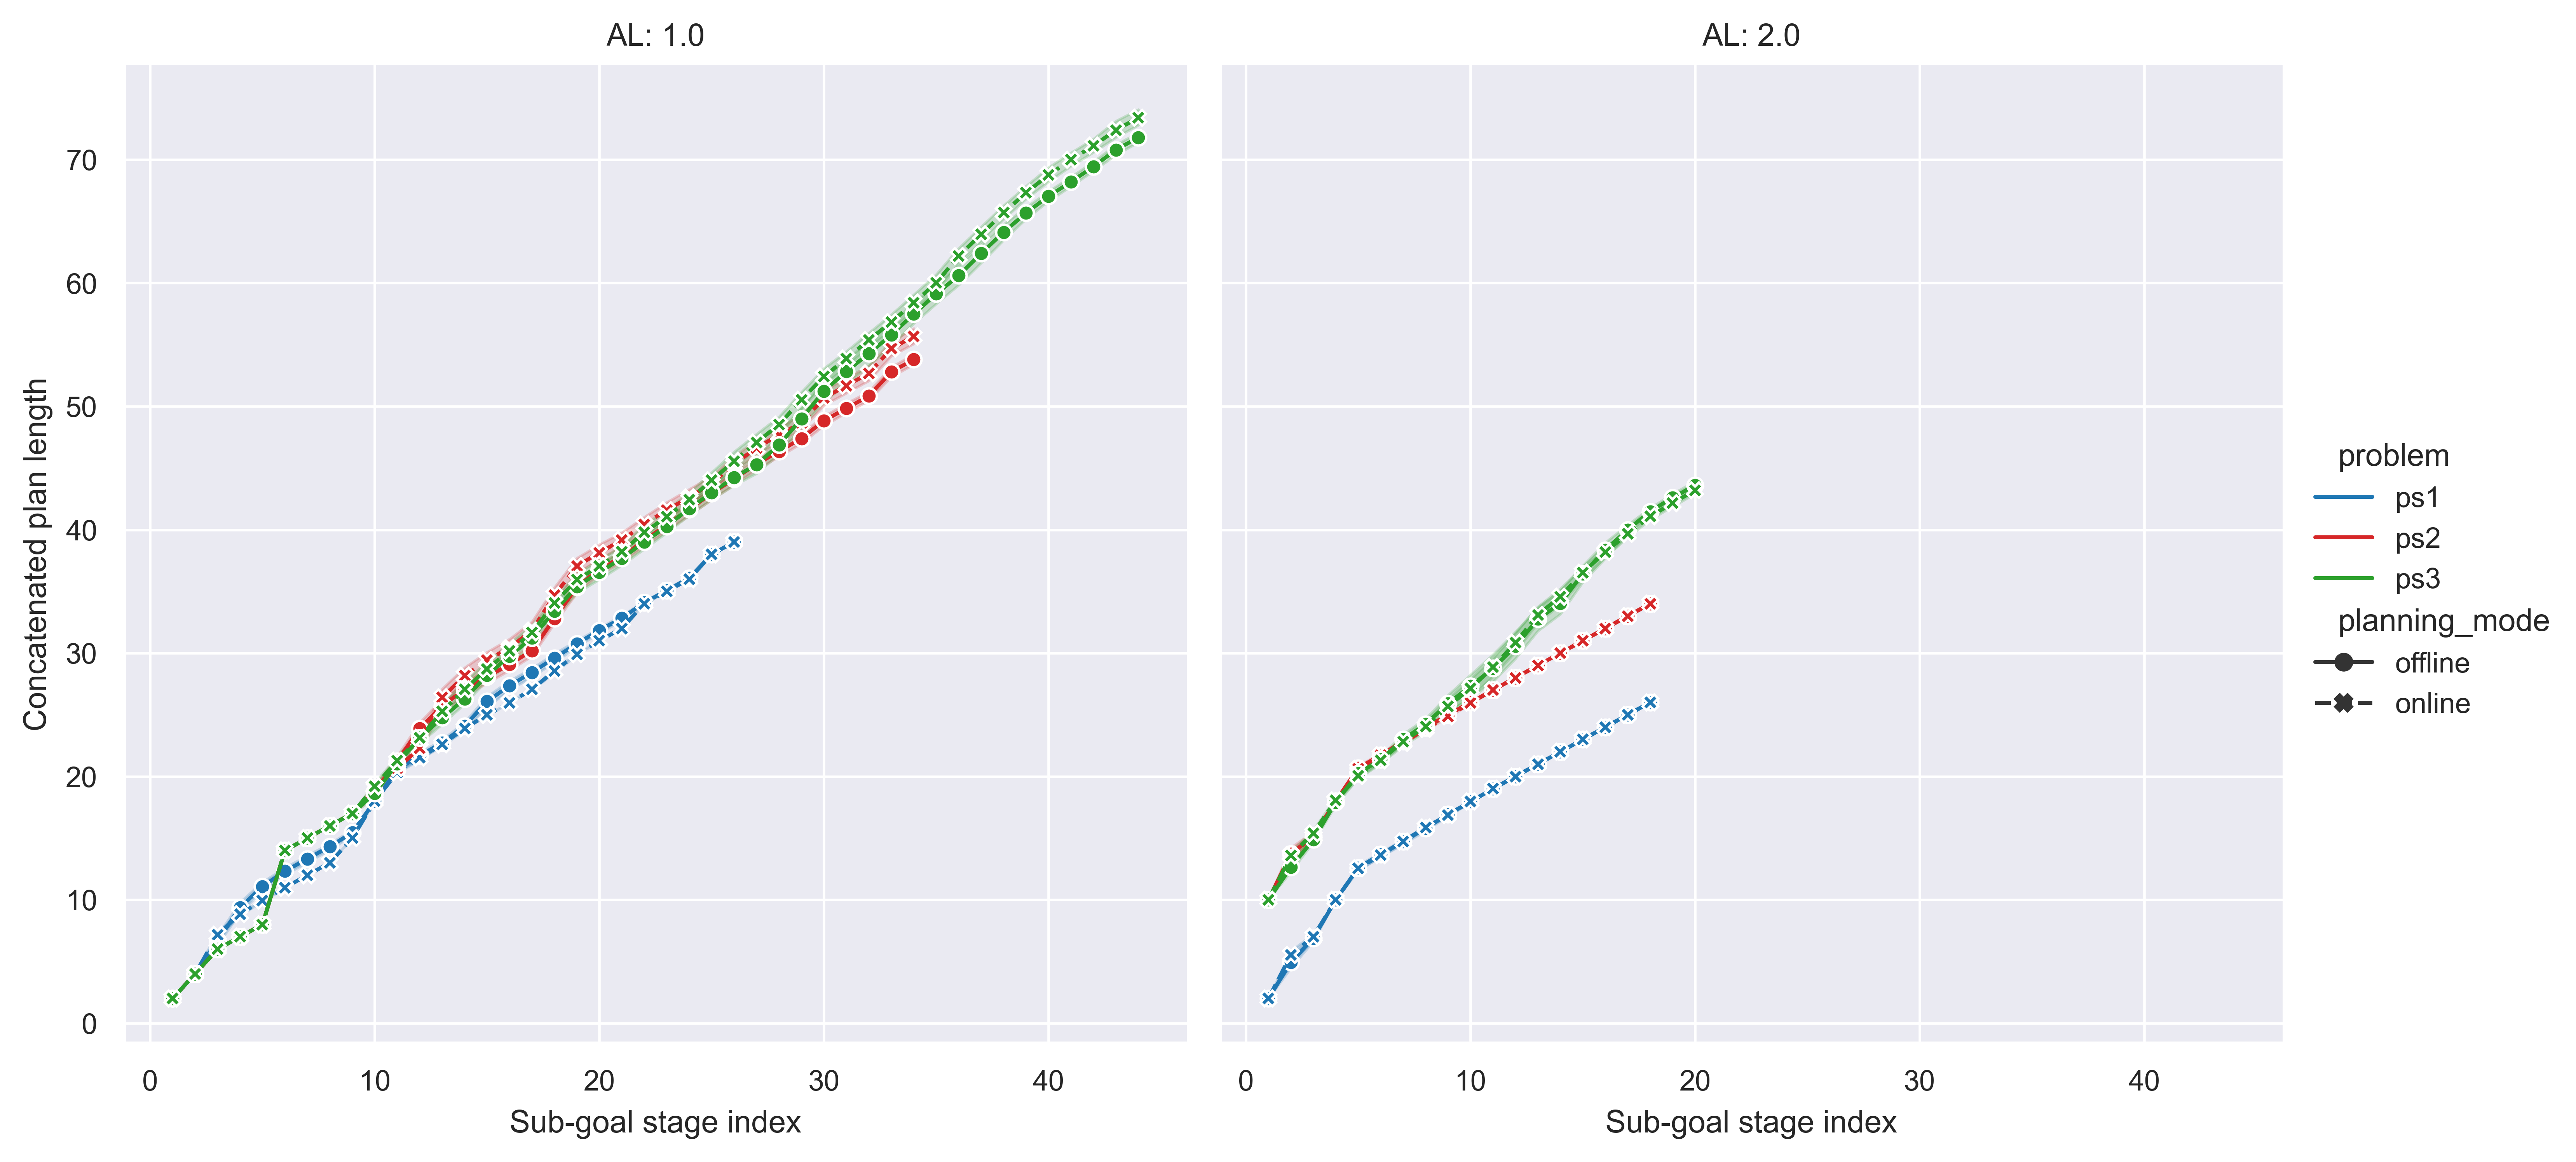 AL: 1.0
AL: 2.0
Concatenated plan length
70
60
50
40
30
20
10
0
0 10 20 30 40
0 10 20 30 40
Sub-goal stage index
Sub-goal stage index
problem
ps1
ps2
ps3
planning_mode
offline
online